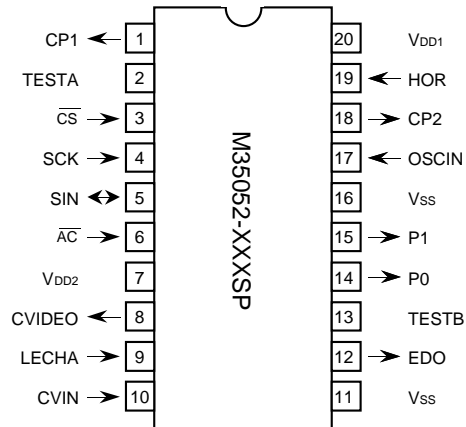 CP1 1 20 VDD1
TESTA 2 19 HOR
CS 3 18 CP2
SCK 4 17 OSCIN
SIN 5 16 VSS
AC 6 15 P1
VDD2 7 14 P0
CVIDEO 8 13 TESTB
LECHA 9 12 EDO
CVIN 10 11 VSS
M35052-XXXSP